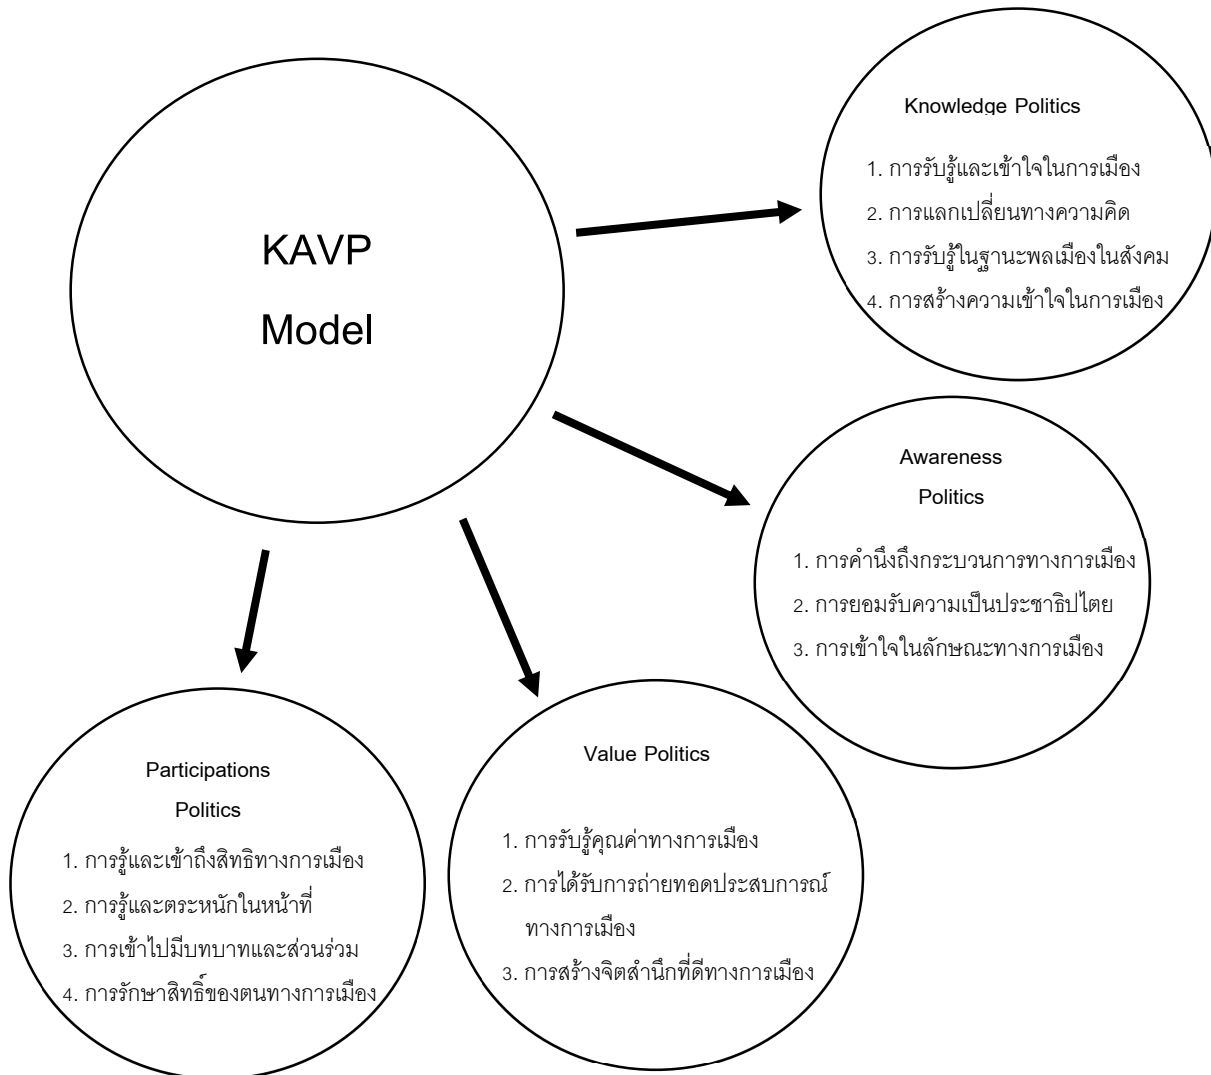 KAVP
Model
Knowledge Politics
1. การรับรู้และเข้าใจในการเมือง
2. การแลกเปลี่ยนทางความคิด
3. การรับรู้ในฐานะพลเมืองในสังคม
4. การสร้างความเข้าใจในการเมือง
Awareness
Politics
1. การคำนึงถึงกระบวนการทางการเมือง
2. การยอมรับความเป็นประชาธิปไตย
3. การเข้าใจในลักษณะทางการเมือง
Value Politics
1. การรับรู้คุณค่าทางการเมือง
2. การได้รับการถ่ายทอดประสบการณ์
ทางการเมือง
3. การสร้างจิตสำนึกที่ดีทางการเมือง
Participations
Politics
1. การรู้และเข้าถึงสิทธิทางการเมือง
2. การรู้และตระหนักในหน้าที่
3. การเข้าไปมีบทบาทและส่วนร่วม
4. การรักษาสิทธิ์ของตนทางการเมือง